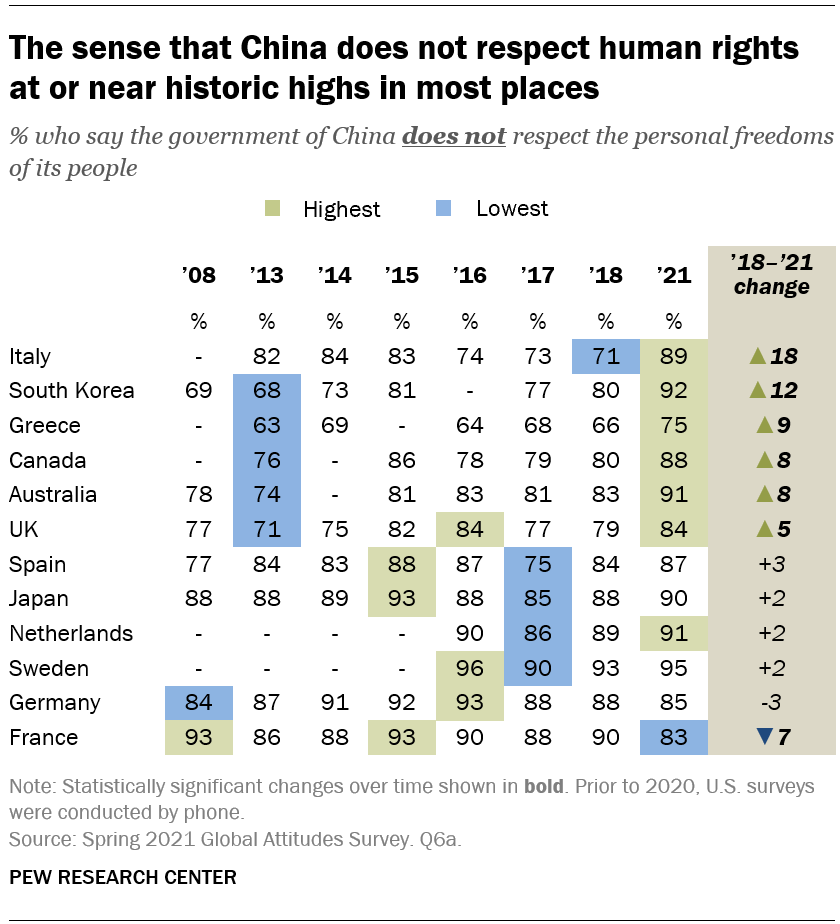 The sense that China does not respect human rights
at or near historic highs in most places
% who say the government of China does not respect the personal freedoms
of its people
Highest Lowest
’08 ’13 ’14 ’15 ’16 ’17 ’18 ’21 ’18–’21
change
% % % % % % % %
Italy - 82 84 83 74 73 71 89 ▲18
South Korea 69 68 73 81 - 77 80 92 ▲12
Greece - 63 69 - 64 68 66 75 ▲9
Canada - 76 - 86 78 79 80 88 ▲8
Australia 78 74 - 81 83 81 83 91 ▲8
UK 77 71 75 82 84 77 79 84 ▲5
Spain 77 84 83 88 87 75 84 87 +3
Japan 88 88 89 93 88 85 88 90 +2
Netherlands - - - - 90 86 89 91 +2
Sweden - - - - 96 90 93 95 +2
Germany 84 87 91 92 93 88 88 85 -3
France 93 86 88 93 90 88 90 83 ▼7
Note: Statistically significant changes over time shown in bold. Prior to 2020, U.S. surveys
were conducted by phone.
Source: Spring 2021 Global Attitudes Survey. Q6a.
PEW RESEARCH CENTER